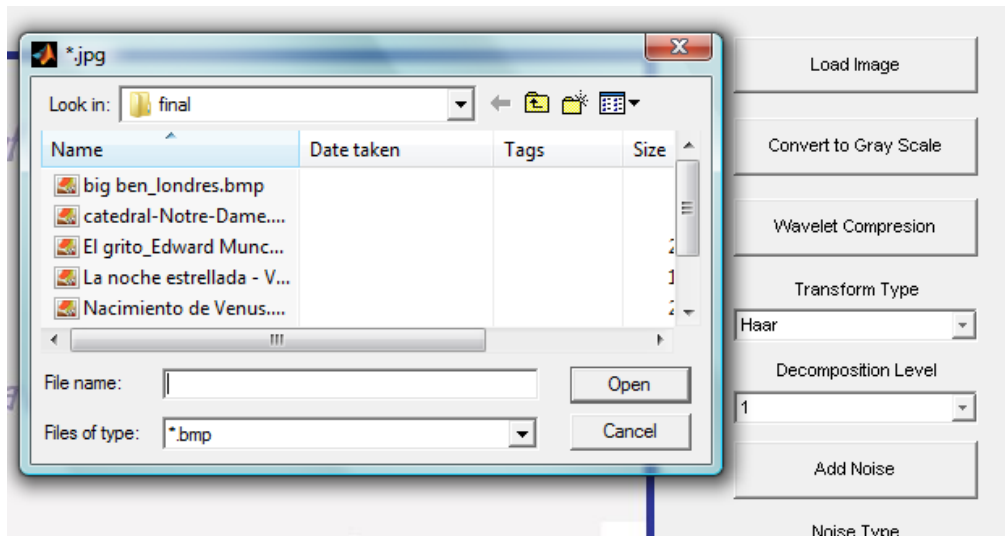 *.jpg
Look in: final
Name Date taken Tags Size
big ben_londres.bmp
catedral-Notre-Dame....
El grito_Edward Munc...
La noche estrellada - V...
Nacimiento de Venus....
File name:
Open
Files of type: *.bmp
Cancel
Load Image
Convert to Gray Scale
Wavelet Compresion
Transform Type
Haar
Decomposition Level
1
Add Noise
Noise Type